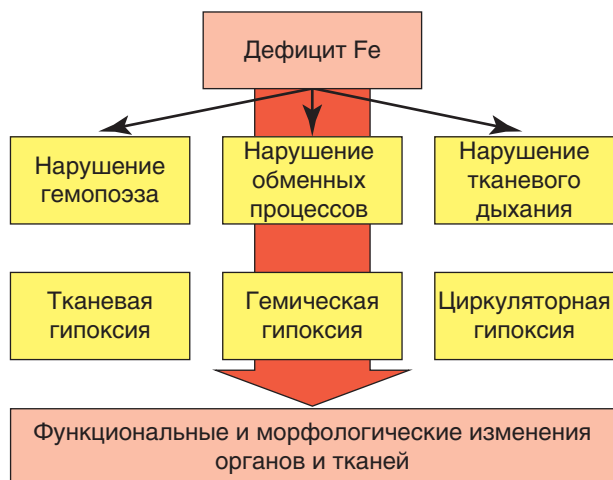 Дефицит Fe
Нарушение
гемопоэза
Нарушение
обменных
процессов
Нарушение
тканевого
дыхания
Тканевая
гипоксия
Гемическая
гипоксия
Циркуляторная
гипоксия
Функциональные и морфологические изменения
органов и тканей